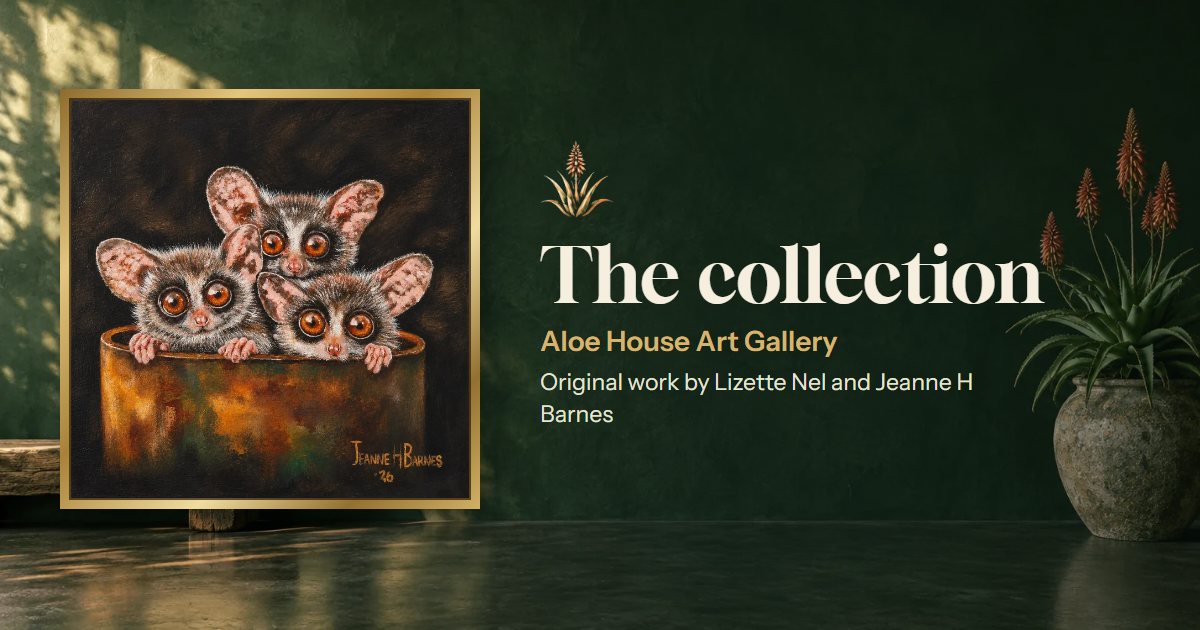 The collection
Aloe House Art Gallery
Original work by Lizette Nel and Jeanne H
Barnes
JEANNE H BARNES
'26